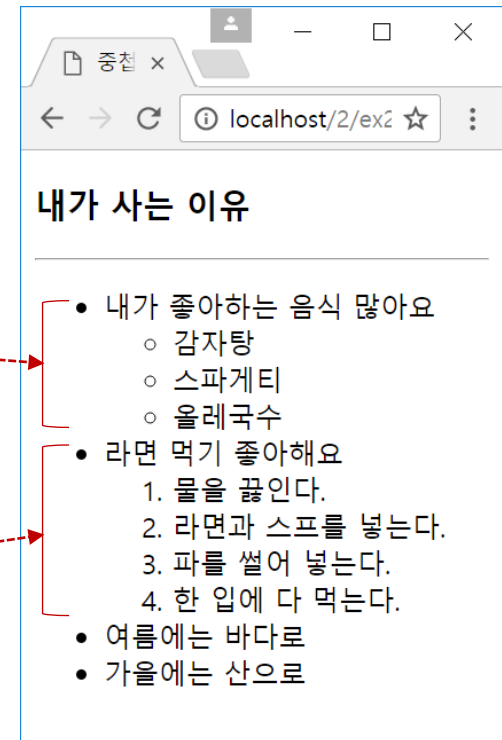 중첩
localhost/2/ex2
내가 사는 이유
• 내가 좋아하는 음식 많아요
○ 감자탕
○ 스파게티
○ 올레국수
• 라면 먹기 좋아해요
1. 물을 끓인다.
2. 라면과 스프를 넣는다.
3. 파를 썰어 넣는다.
4. 한 입에 다 먹는다.
• 여름에는 바다로
• 가을에는 산으로